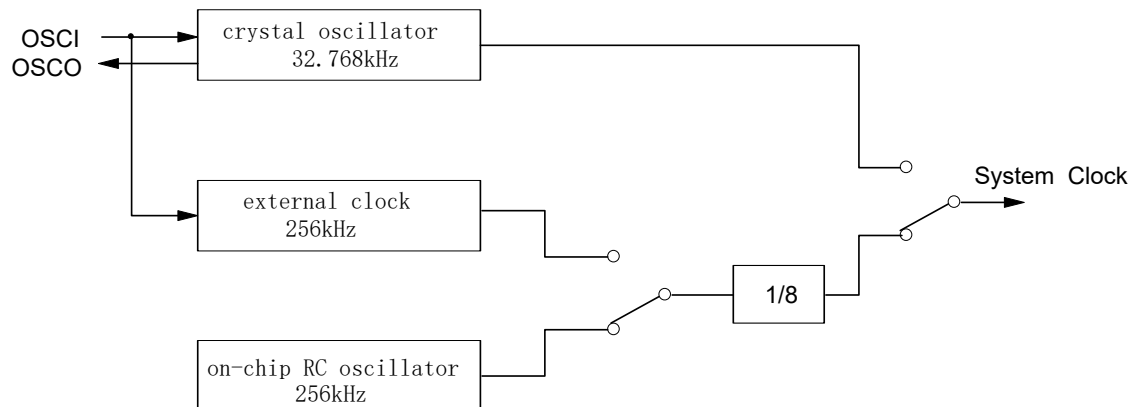 OSCI
OSCO
crystal oscillator
32.768kHz
external clock
256kHz
System Clock
1/8
on-chip RC oscillator
256kHz